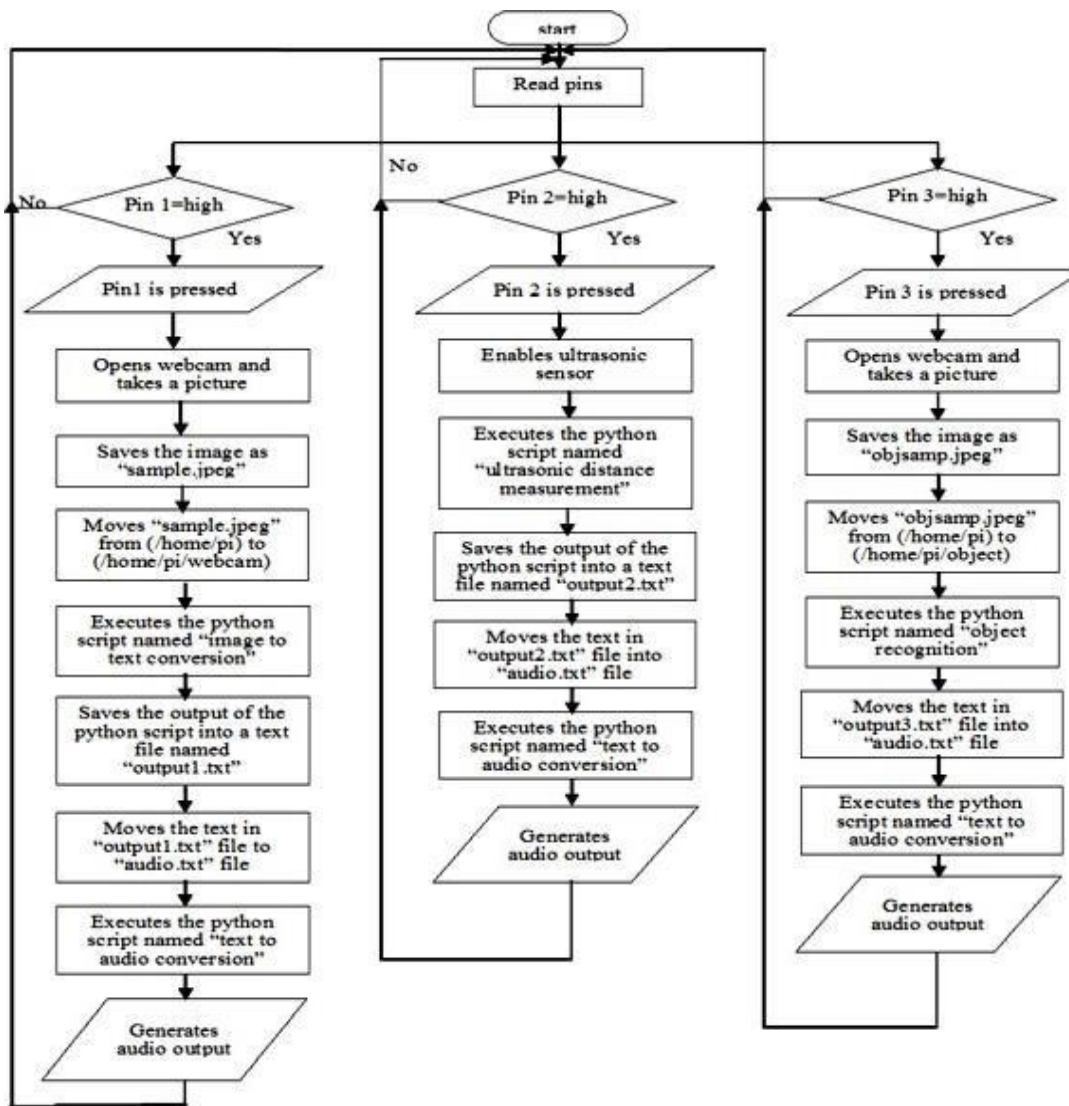 start
Read pins
No
Pin 1=high
Yes
Pin1 is pressed
Opens webcam and
takes a picture
Saves the image as
“sample.jpeg”
Moves “sample.jpeg”
from (/home/pi) to
(/home/pi/webcam)
Executes the python
script named “image
to text conversion”
Saves the output of the
python script into a text
file named
“output1.txt”
Moves the text in
“output1.txt” file to
“audio.txt” file
Executes the python
script named “text to
audio conversion”
Generates
audio output
No
Pin 2=high
Yes
Pin 2 is pressed
Enables ultrasonic
sensor
Executes the python
script named
“ultrasonic distance
measurement”
Saves the output of the
python script into a text
file named “output2.txt”
Moves the text in
“output2.txt” file into
“audio.txt” file
Executes the python
script named “text to
audio conversion”
Generates
audio output
Pin 3=high
Yes
Pin 3 is pressed
Opens webcam and
takes a picture
Saves the image as
“objsamp.jpeg”
Moves “objsamp.jpeg”
from (/home/pi) to
(/home/pi/object)
Executes the python
script named “object
recognition”
Moves the text in
“output3.txt” file into
“audio.txt” file
Executes the python
script named “text to
audio conversion”
Generates
audio output